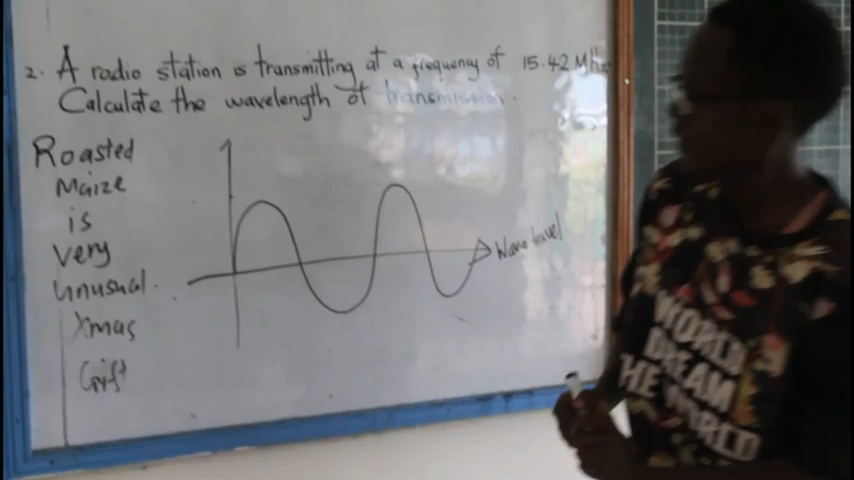 2. A radio station is transmitting at a frequency of 15.42 MHz
Calculate the wavelength of transmission.
Roasted
Maize
is
Very
Unusual.
Xmas
Gift
Wave travel
WORLD
DREAM
THE WORLD